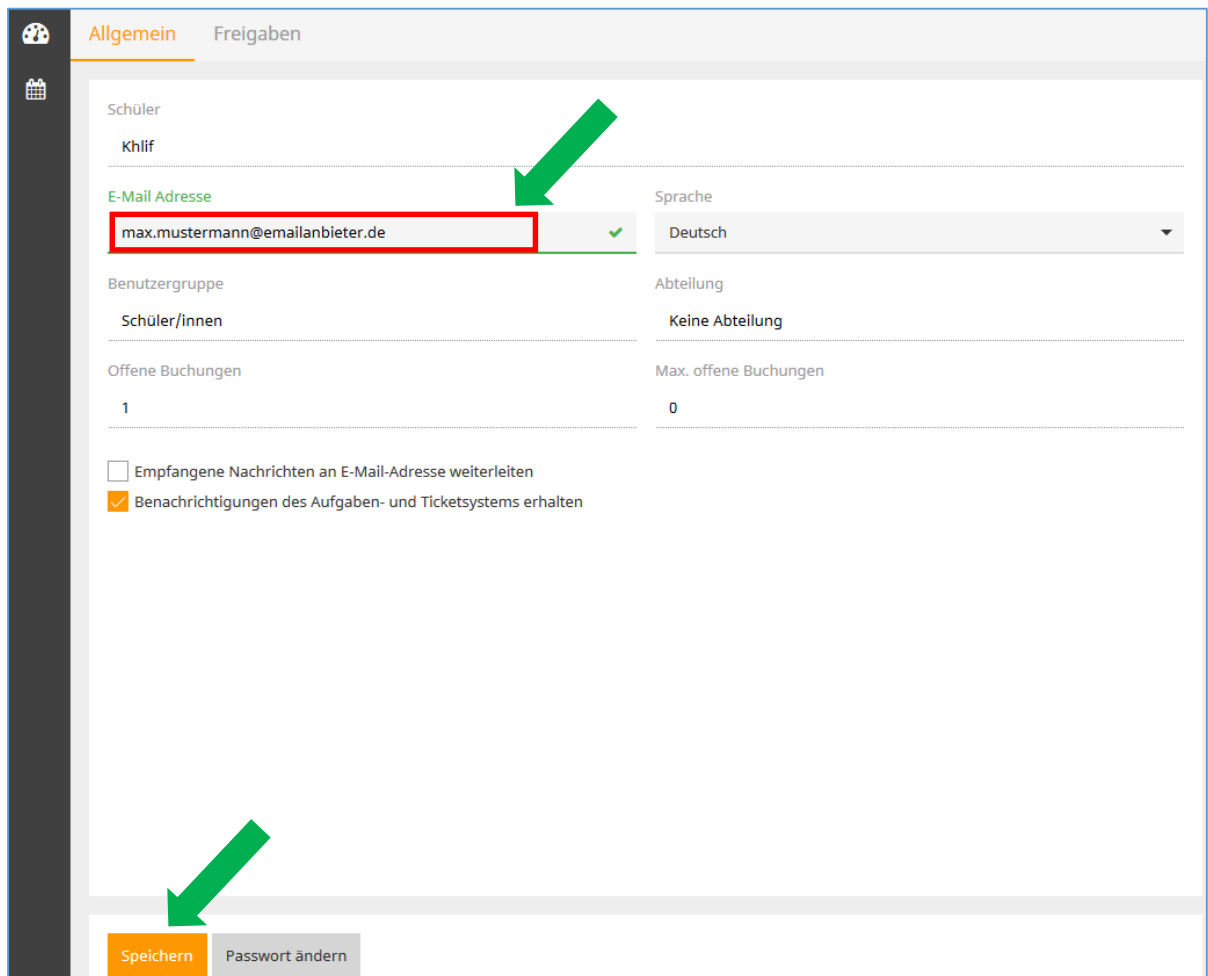 Allgemein Freigaben
Schüler
Khlif
E-Mail Adresse Sprache
max.mustermann@emailanbieter.de Deutsch
Benutzergruppe Abteilung
Schüler/innen Keine Abteilung
Offene Buchungen Max. offene Buchungen
1 0
Empfangene Nachrichten an E-Mail-Adresse weiterleiten
Benachrichtigungen des Aufgaben- und Ticketsystems erhalten
Speichern Passwort ändern